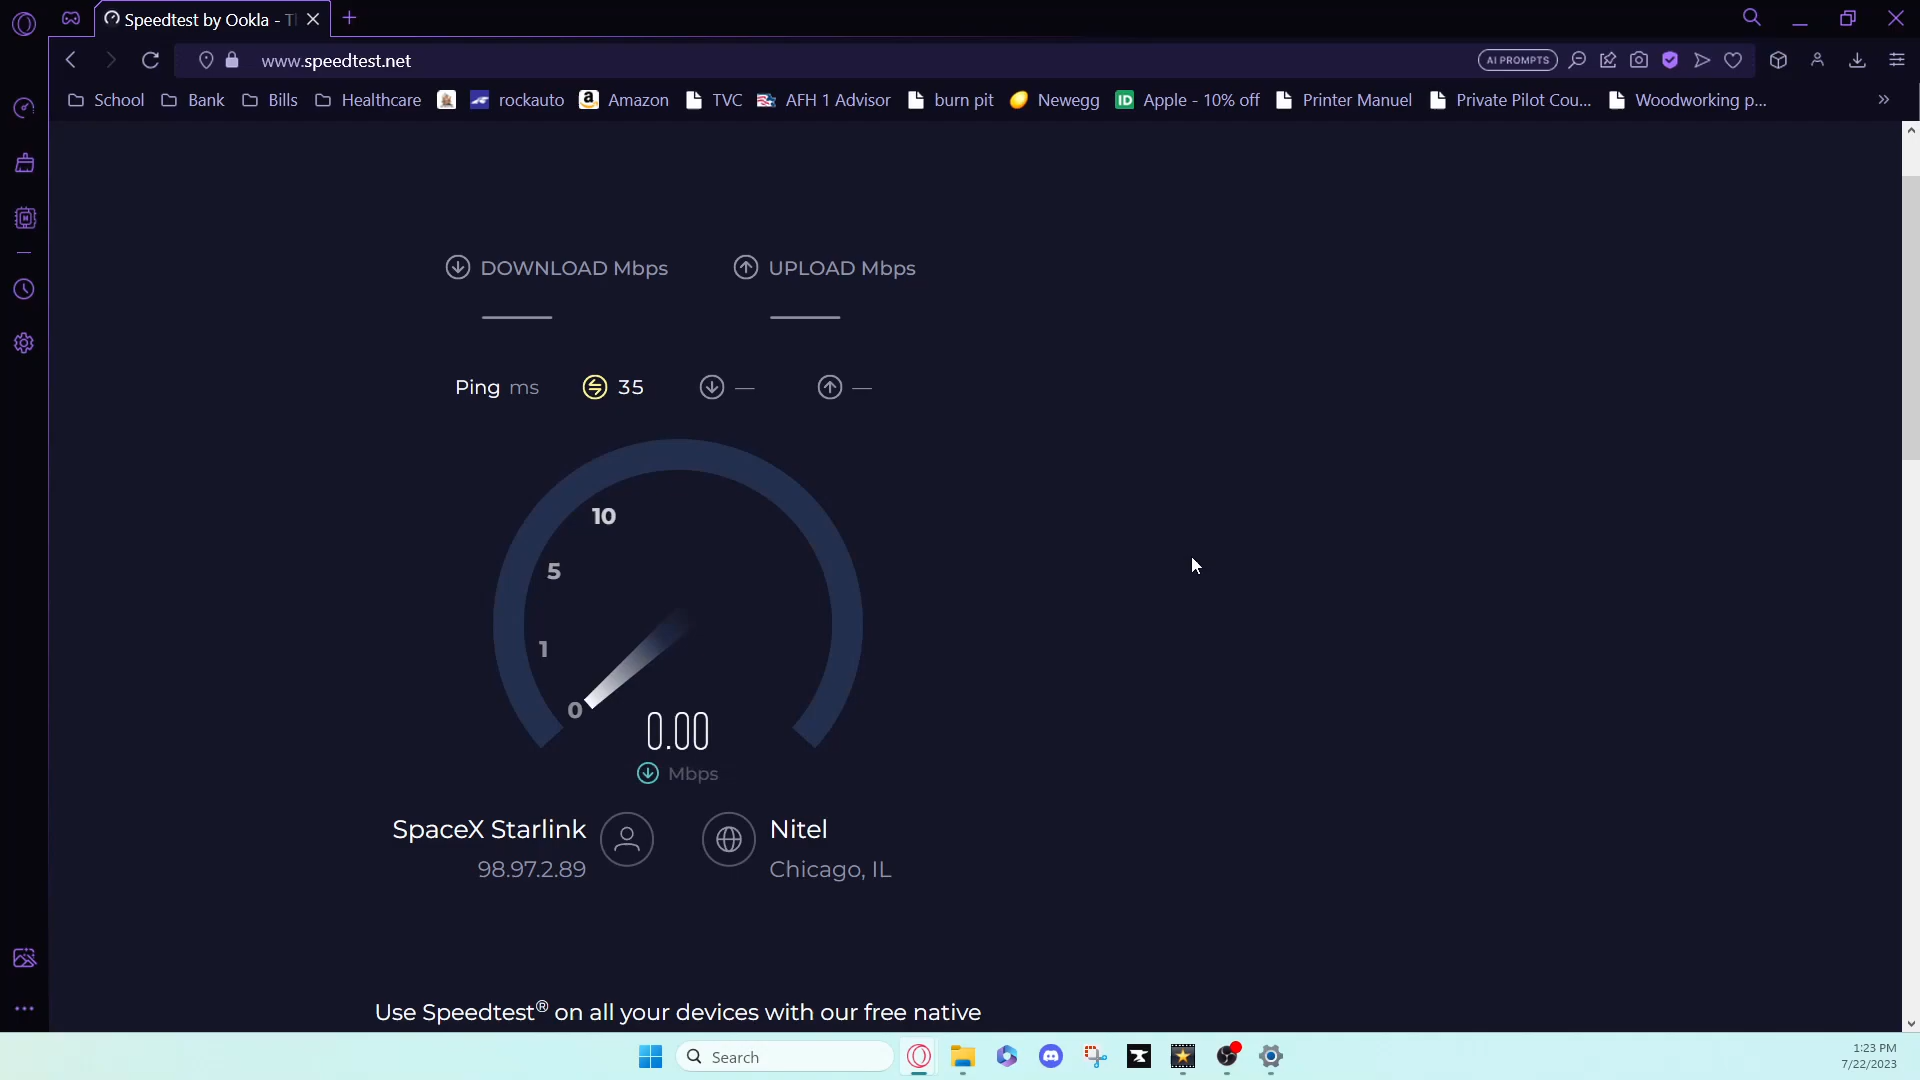 Speedtest by Ookla - T
www.speedtest.net
AI PROMPTS
School
Bank
Bills
Healthcare
rockauto
Amazon
TVC
AFH 1 Advisor
burn pit
Newegg
ID
Apple - 10% off
Printer Manuel
Private Pilot Cou...
Woodworking p...
DOWNLOAD Mbps
UPLOAD Mbps
Ping ms
35
—
—
10
5
1
0
0.00
Mbps
SpaceX Starlink
98.97.2.89
Nitel
Chicago, IL
Use Speedtest® on all your devices with our free native
Search
1:23 PM
7/22/2023